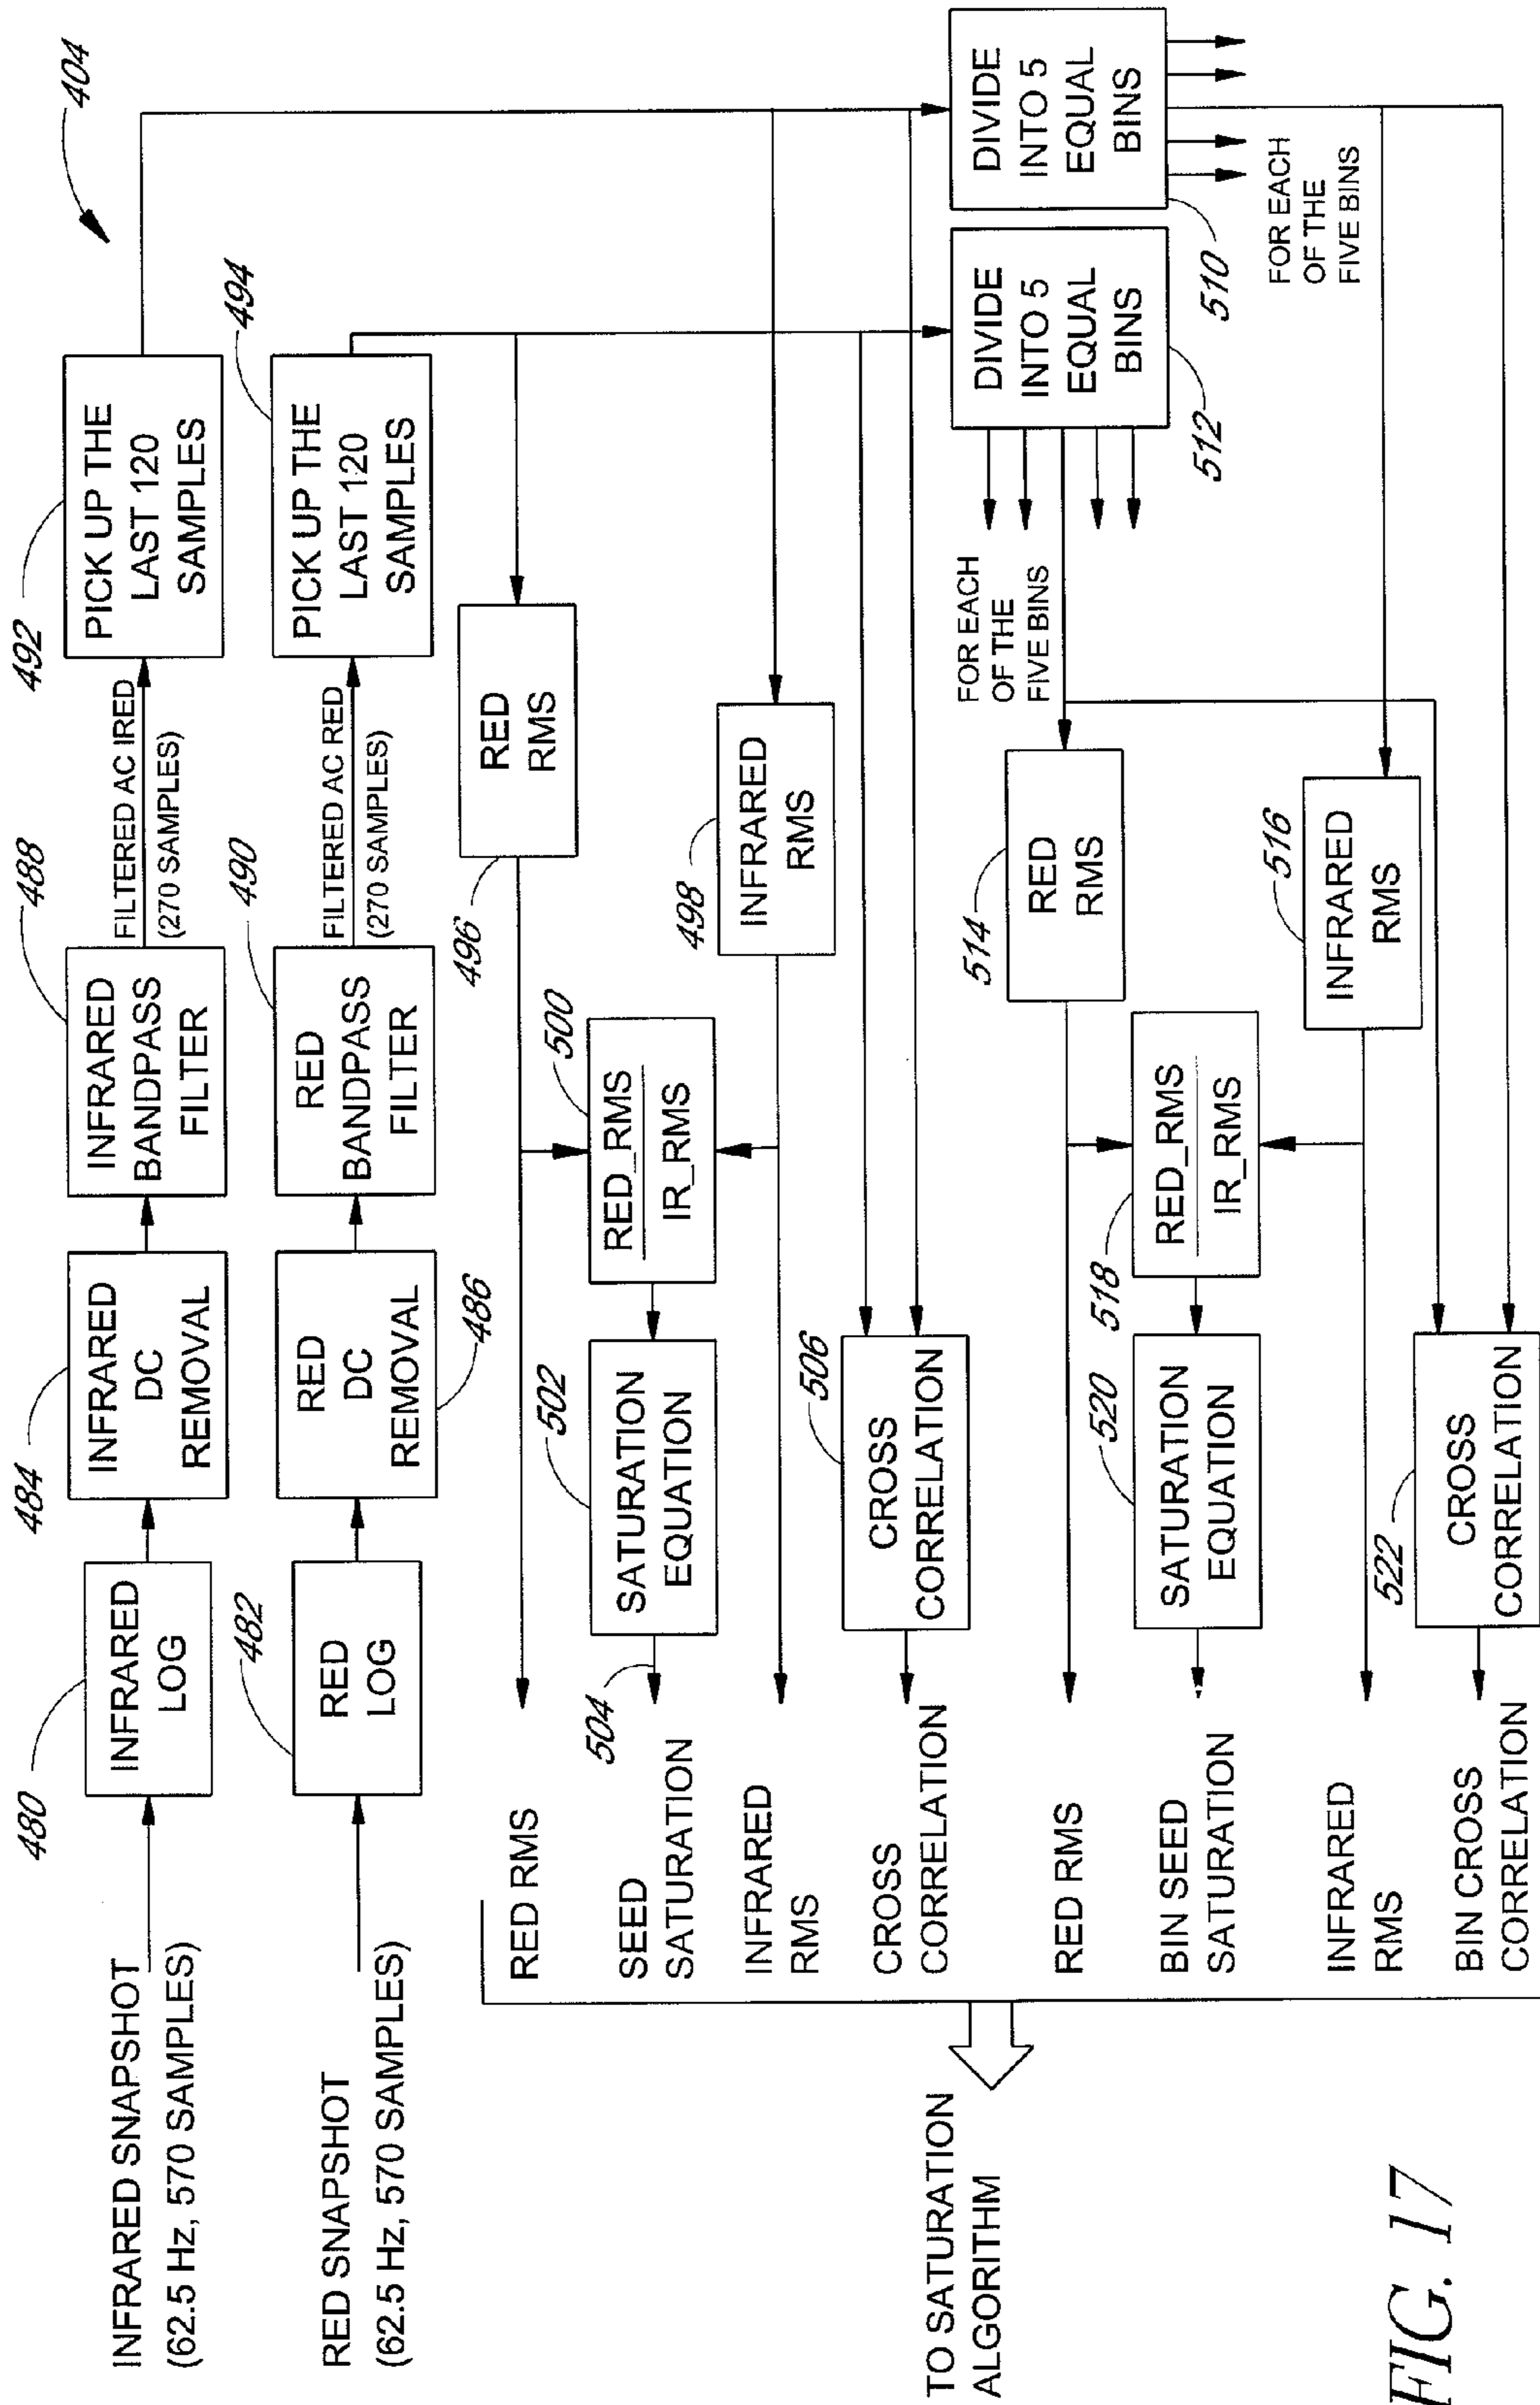 INFRARED SNAPSHOT
(62.5 Hz, 570 SAMPLES)
480
INFRARED
LOG
484
INFRARED
DC
REMOVAL
488
INFRARED
BANDPASS
FILTER
FILTERED AC IRED
(270 SAMPLES)
492
PICK UP THE
LAST 120
SAMPLES
404
RED SNAPSHOT
(62.5 Hz, 570 SAMPLES)
482
RED
LOG
RED
DC
REMOVAL
486
490
RED
BANDPASS
FILTER
FILTERED AC RED
(270 SAMPLES)
494
PICK UP THE
LAST 120
SAMPLES
RED RMS
496
RED
RMS
SEED
SATURATION
504
502
SATURATION
EQUATION
500
RED_RMS
IR_RMS
INFRARED
RMS
498
INFRARED
RMS
CROSS
CORRELATION
506
CROSS
CORRELATION
DIVIDE
INTO 5
EQUAL
BINS
512
DIVIDE
INTO 5
EQUAL
BINS
510
FOR EACH
OF THE
FIVE BINS
FOR EACH
OF THE
FIVE BINS
RED RMS
514
RED
RMS
BIN SEED
SATURATION
520
SATURATION
EQUATION
518
RED_RMS
IR_RMS
INFRARED
RMS
516
INFRARED
RMS
BIN CROSS
CORRELATION
522
CROSS
CORRELATION
TO SATURATION
ALGORITHM
FIG. 17